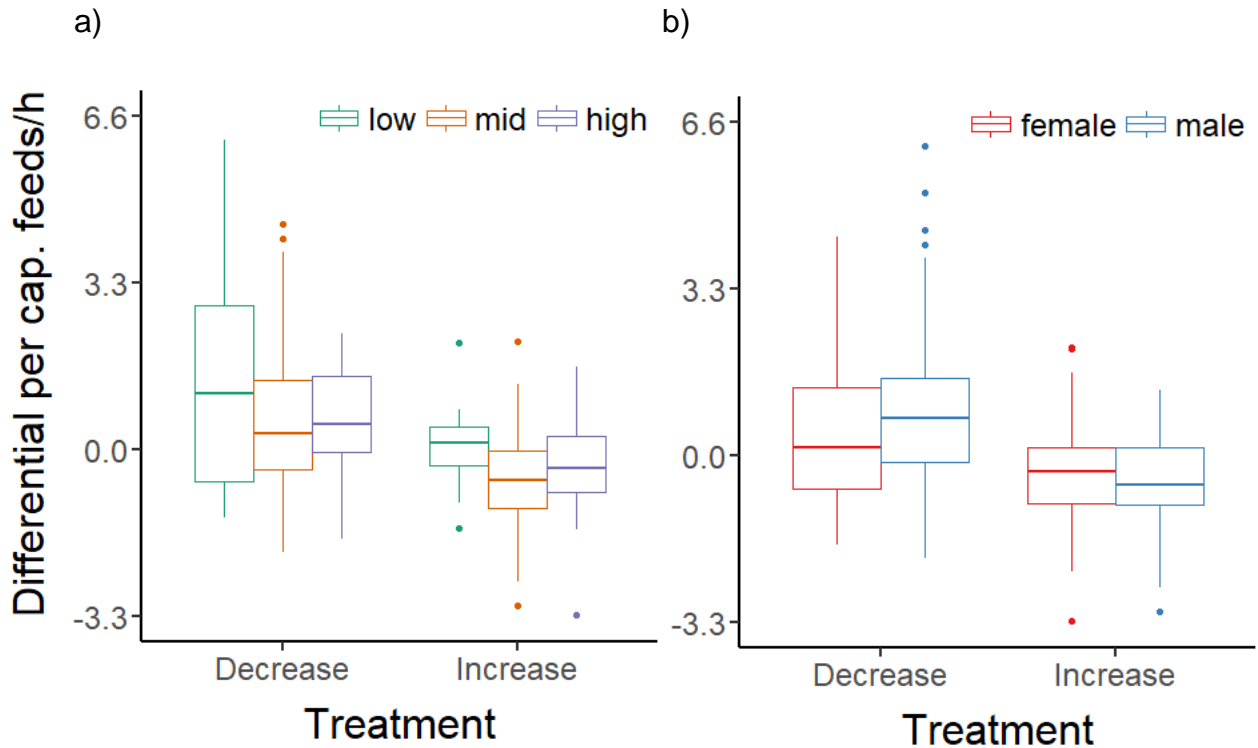 a)
Differential per cap. feeds/h
6.6
3.3
0.0
-3.3
low mid high
Decrease Increase
Treatment
b)
6.6
3.3
0.0
-3.3
female male
Decrease Increase
Treatment